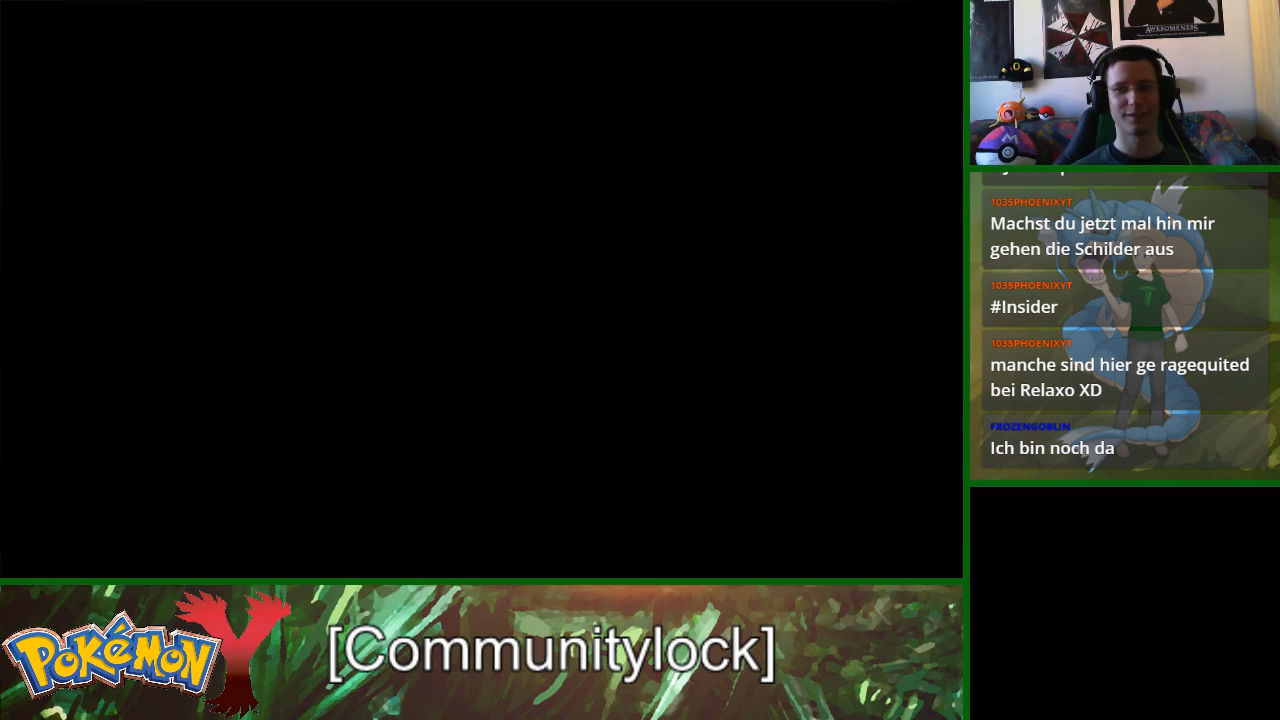 AWESOMENESS
1035PHOENIXYT
Machst du jetzt mal hin mir
gehen die Schilder aus
1035PHOENIXYT
#Insider
1035PHOENIXYT
manche sind hier ge ragequited
bei Relaxo XD
FROZENGOBLIN
Ich bin noch da
POKéMON Y
[Communitylock]